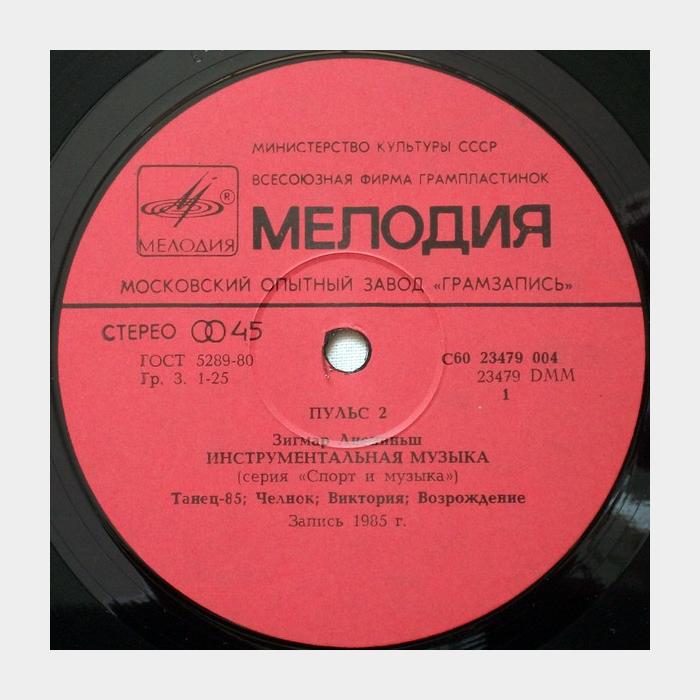 МИНИСТЕРСТВО КУЛЬТУРЫ СССР
ВСЕСОЮЗНАЯ ФИРМА ГРАМПЛАСТИНОК
®
МЕЛОДИЯ
МЕЛОДИЯ
МОСКОВСКИЙ ОПЫТНЫЙ ЗАВОД «ГРАМЗАПИСЬ»
СТЕРЕО 45
ГОСТ 5289-80
Гр. 3. 1-25
С60 23479 004
23479 DMM
1
ПУЛЬС 2
Зигмар
ИНСТРУМЕНТАЛЬНАЯ МУЗЫКА
(серия «Спорт и музыка»)
Танец-85; Челнок; Виктория; Возрождение
Запись 1985 г.